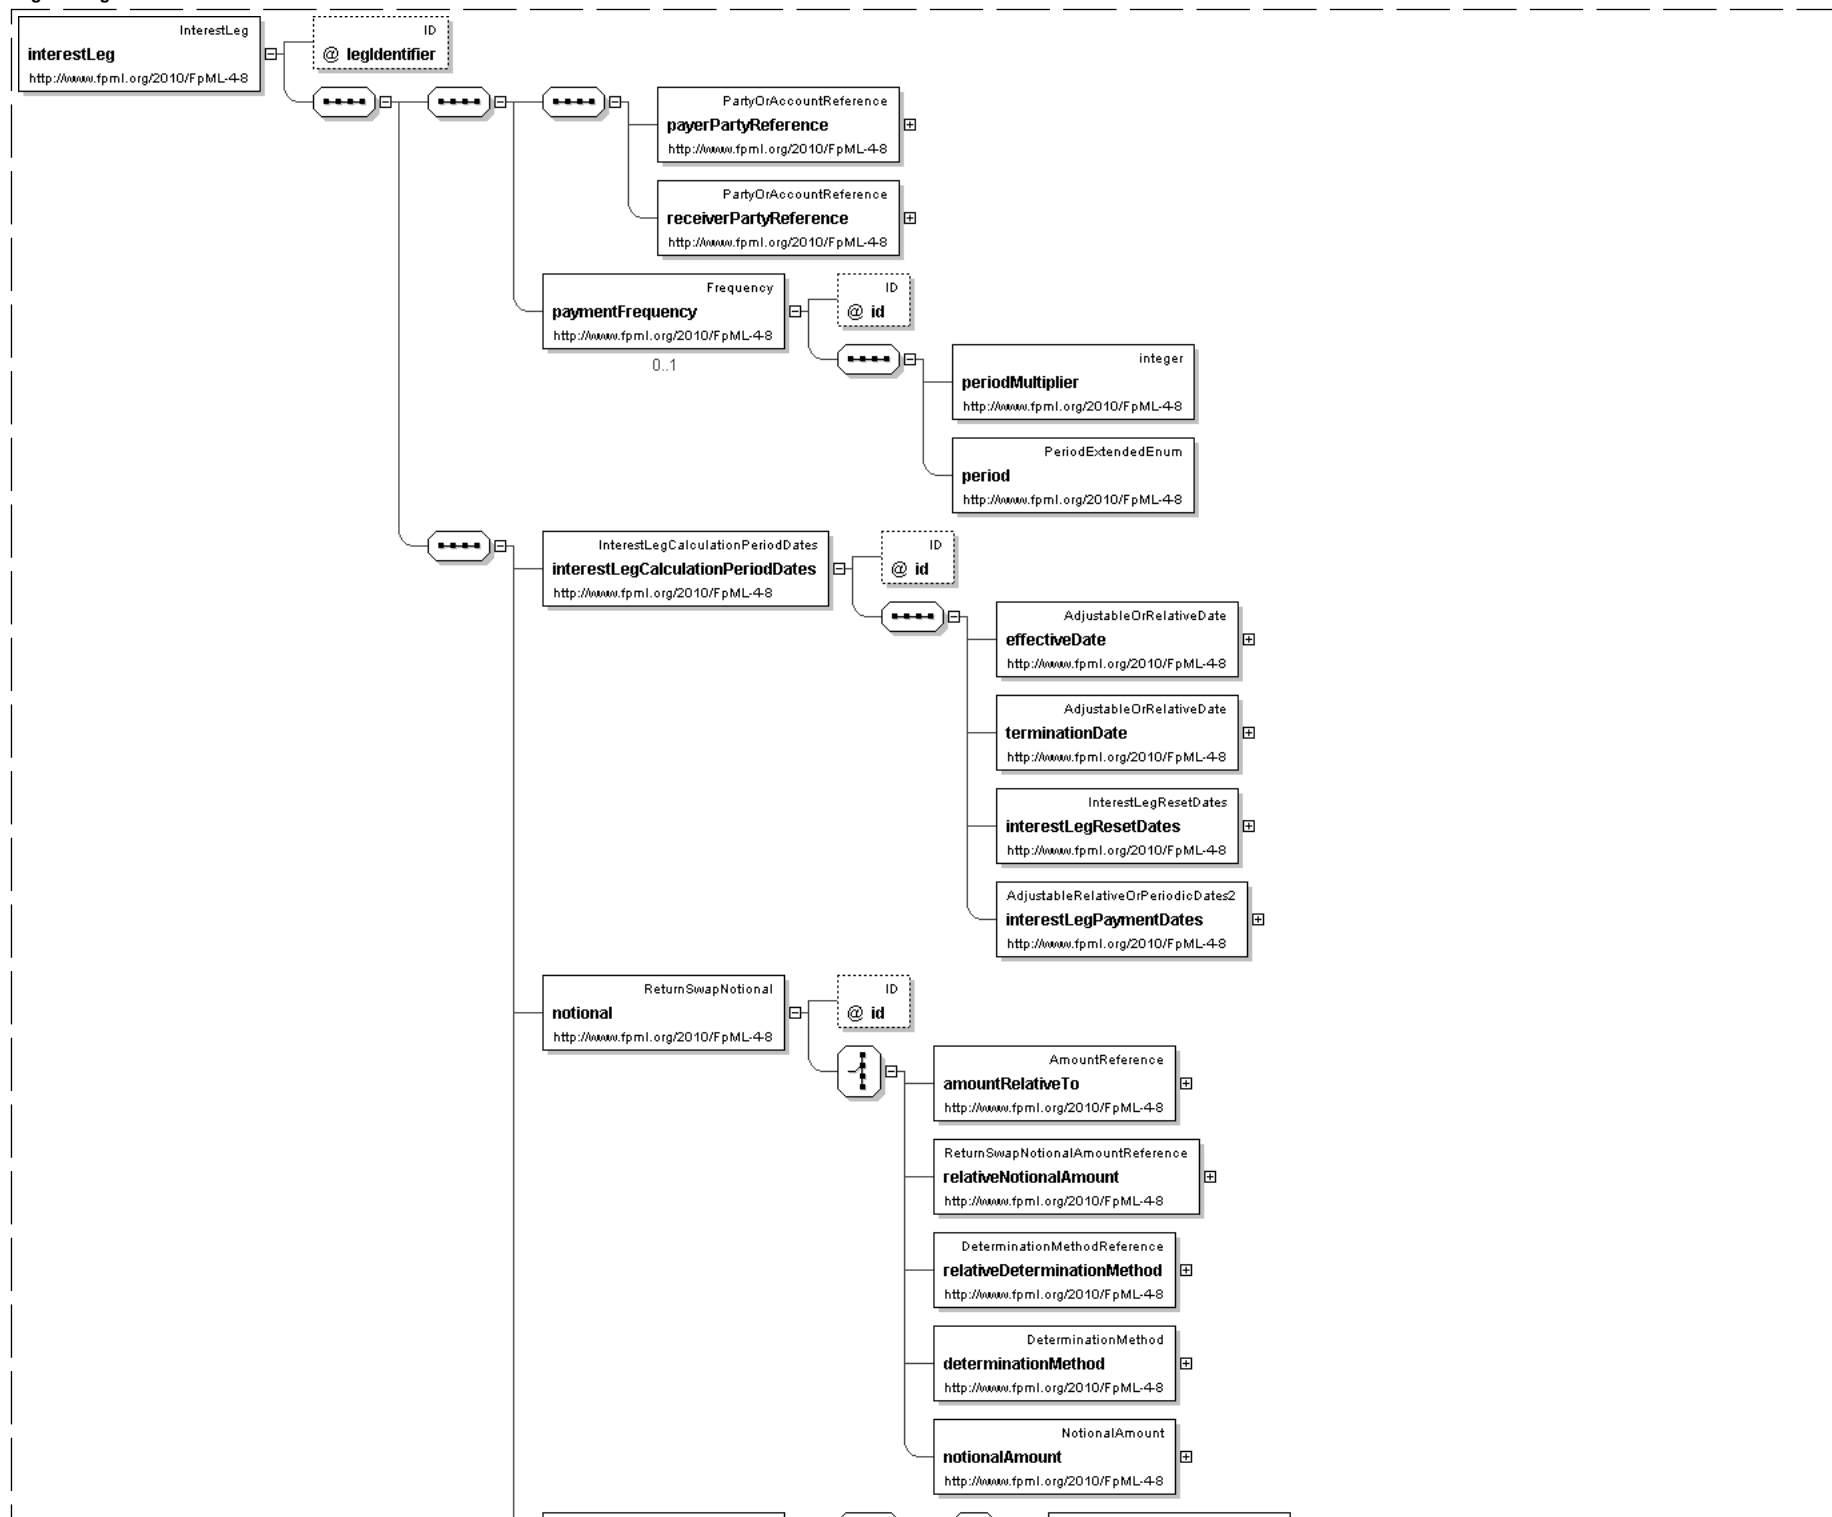 InterestLeg
interestLeg
http://www.fpml.org/2010/FpML-4-8
ID
@ legIdentifier
PartyOrAccountReference
payerPartyReference
http://www.fpml.org/2010/FpML-4-8
PartyOrAccountReference
receiverPartyReference
http://www.fpml.org/2010/FpML-4-8
Frequency
paymentFrequency
http://www.fpml.org/2010/FpML-4-8
0..1
ID
@ id
integer
periodMultiplier
http://www.fpml.org/2010/FpML-4-8
PeriodExtendedEnum
period
http://www.fpml.org/2010/FpML-4-8
InterestLegCalculationPeriodDates
interestLegCalculationPeriodDates
http://www.fpml.org/2010/FpML-4-8
ID
@ id
AdjustableOrRelativeDate
effectiveDate
http://www.fpml.org/2010/FpML-4-8
AdjustableOrRelativeDate
terminationDate
http://www.fpml.org/2010/FpML-4-8
InterestLegResetDates
interestLegResetDates
http://www.fpml.org/2010/FpML-4-8
AdjustableRelativeOrPeriodicDates2
interestLegPaymentDates
http://www.fpml.org/2010/FpML-4-8
ReturnSwapNotional
notional
http://www.fpml.org/2010/FpML-4-8
ID
@ id
AmountReference
amountRelativeTo
http://www.fpml.org/2010/FpML-4-8
ReturnSwapNotionalAmountReference
relativeNotionalAmount
http://www.fpml.org/2010/FpML-4-8
DeterminationMethodReference
relativeDeterminationMethod
http://www.fpml.org/2010/FpML-4-8
DeterminationMethod
determinationMethod
http://www.fpml.org/2010/FpML-4-8
NotionalAmount
notionalAmount
http://www.fpml.org/2010/FpML-4-8